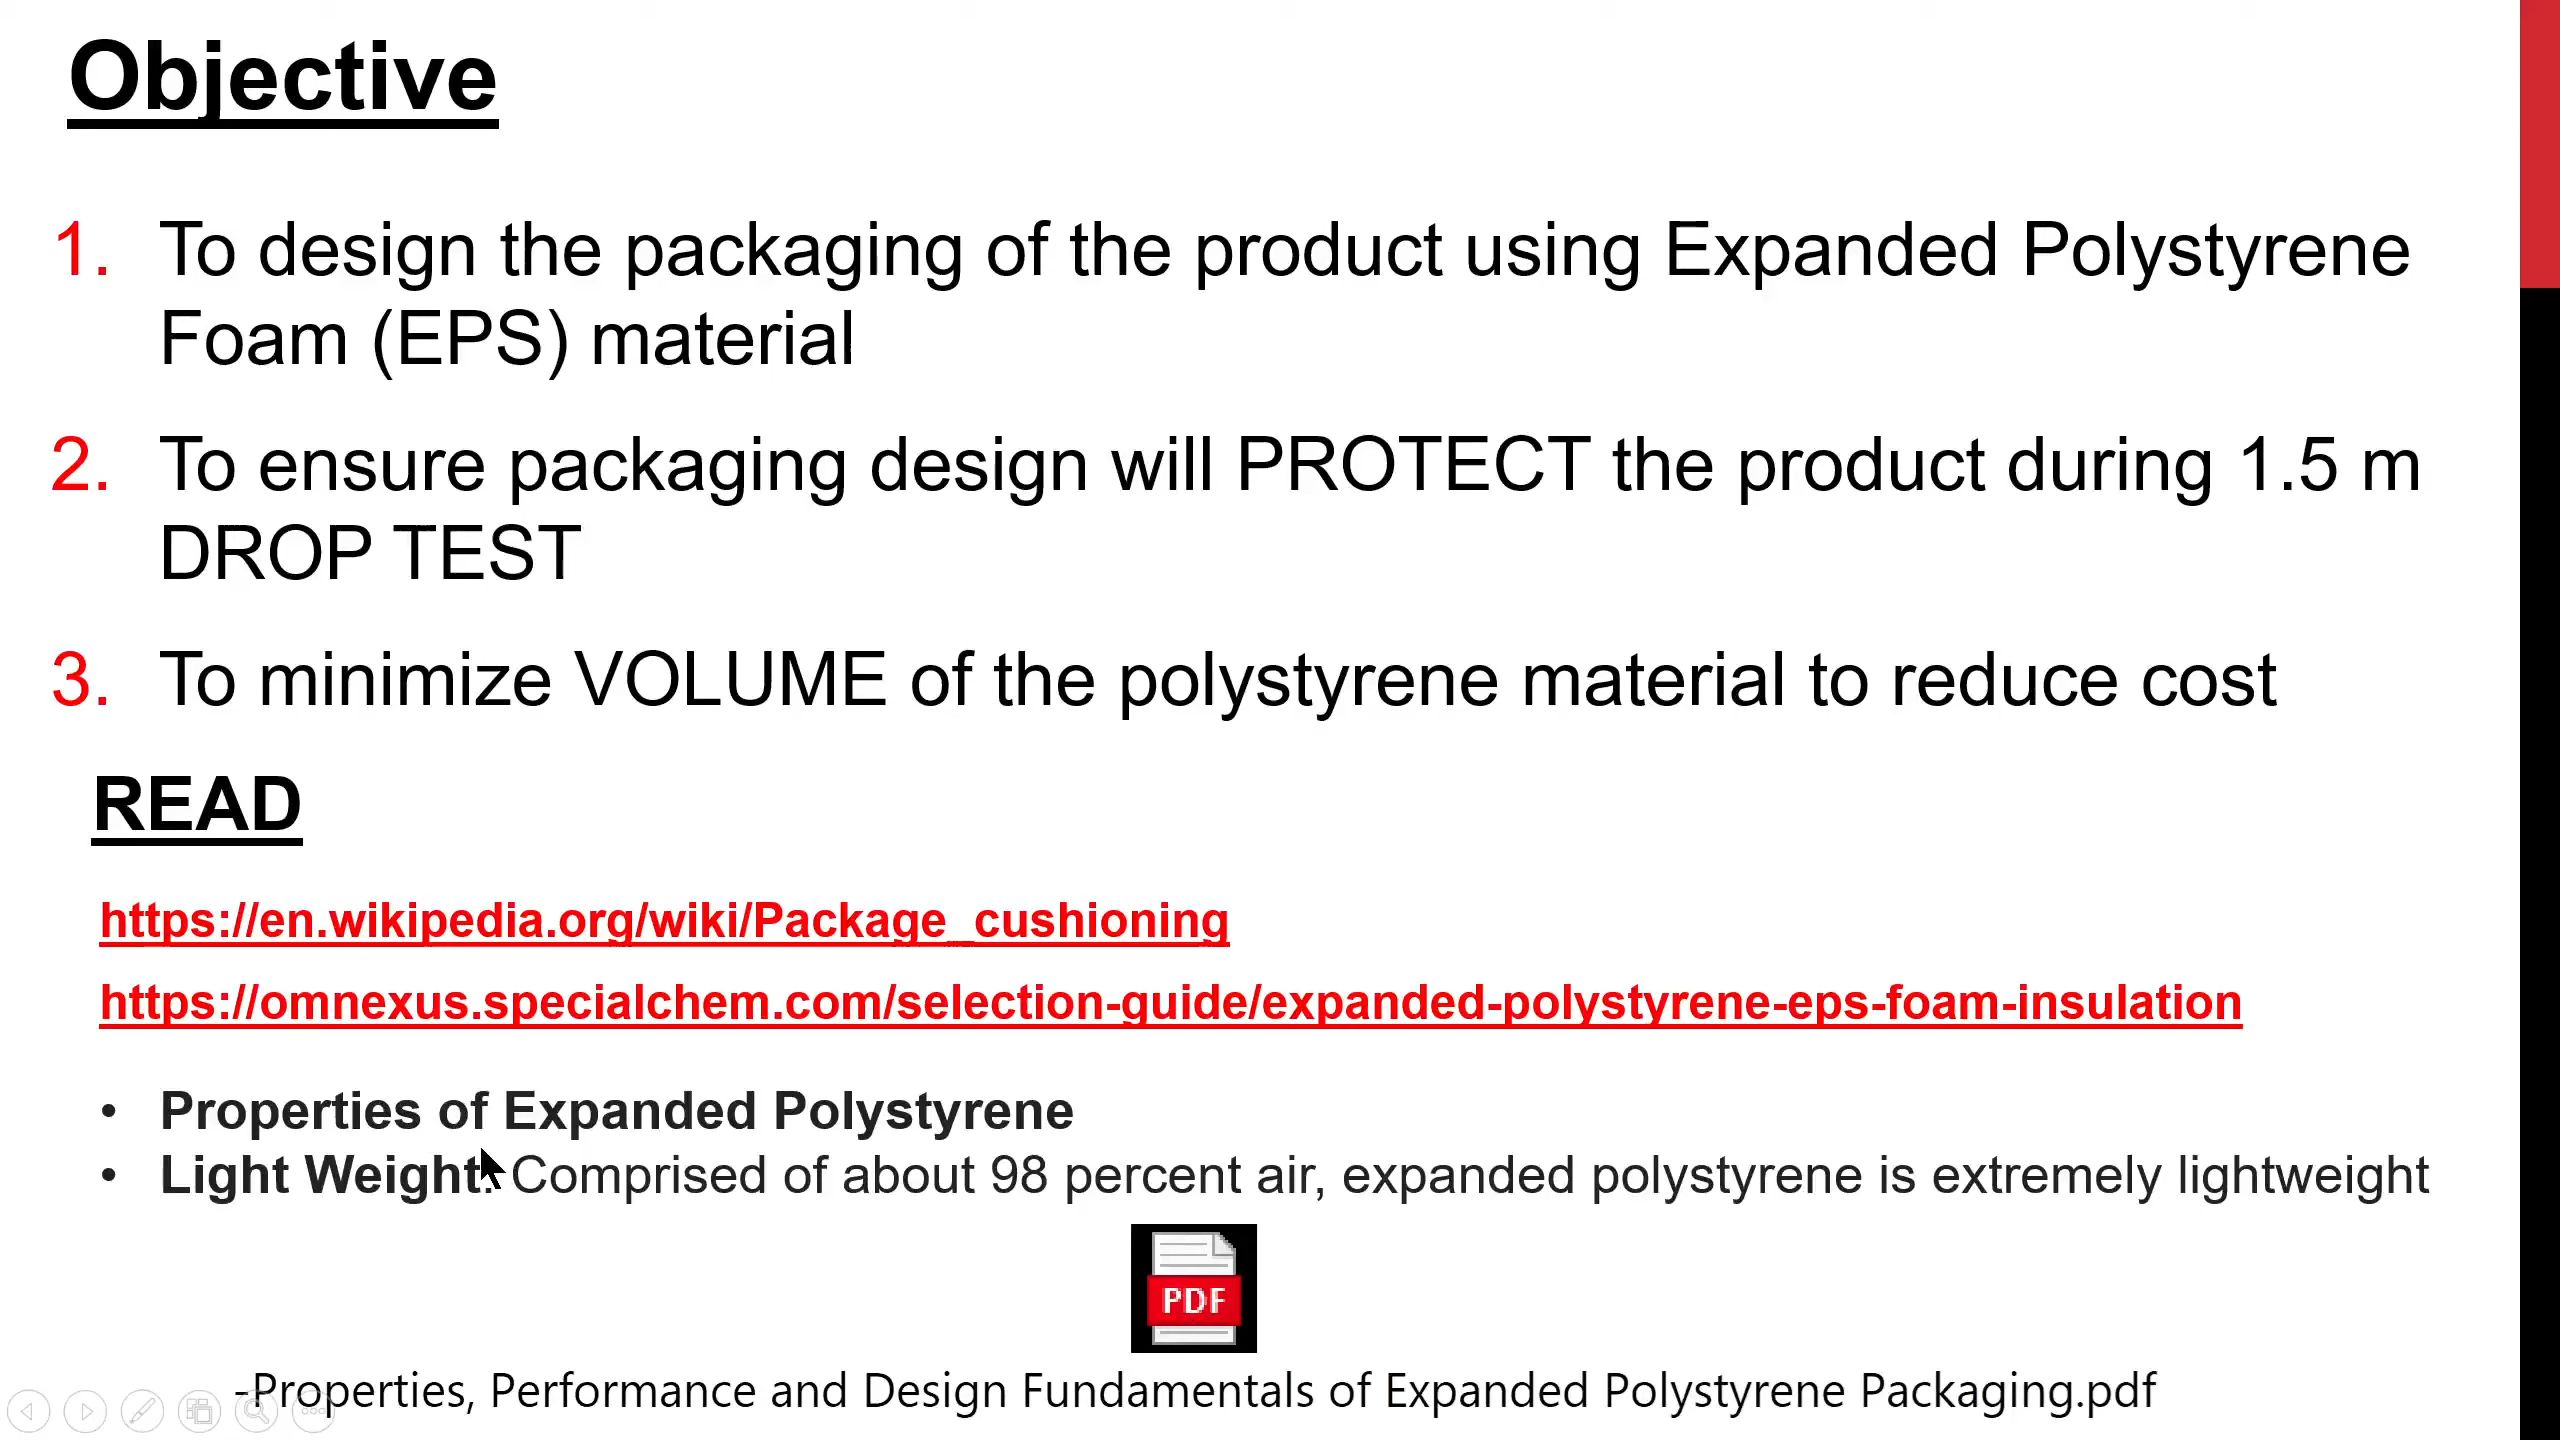 Objective
1. To design the packaging of the product using Expanded Polystyrene
Foam (EPS) material
2. To ensure packaging design will PROTECT the product during 1.5 m
DROP TEST
3. To minimize VOLUME of the polystyrene material to reduce cost
READ
https://en.wikipedia.org/wiki/Package_cushioning
https://omnexus.specialchem.com/selection-guide/expanded-polystyrene-eps-foam-insulation
• Properties of Expanded Polystyrene
• Light Weight: Comprised of about 98 percent air, expanded polystyrene is extremely lightweight
PDF
-Properties, Performance and Design Fundamentals of Expanded Polystyrene Packaging.pdf